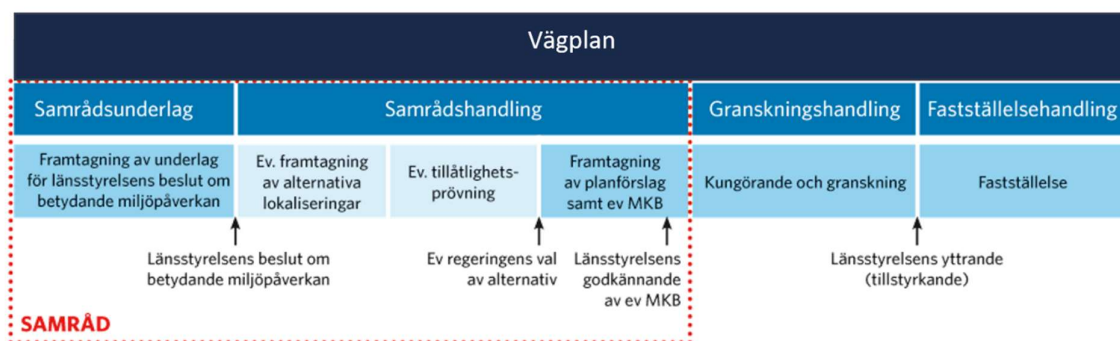 Vägplan
Samrådsunderlag
Samrådshandling
Granskningshandling
Fastställelsehandling
Framtagning av underlag
för länsstyrelsens beslut om
betydande miljöpåverkan
Ev. framtagning
av alternativa
lokaliseringar
Ev. tillåtlighets-
prövning
Framtagning
av planförslag
samt ev MKB
Kungörande och granskning
Fastställelse
Länsstyrelsens beslut om
betydande miljöpåverkan
Ev regeringens val
av alternativ
Länsstyrelsens
godkännande
av ev MKB
Länsstyrelsens yttrande
(tillstyrkande)
SAMRÅD